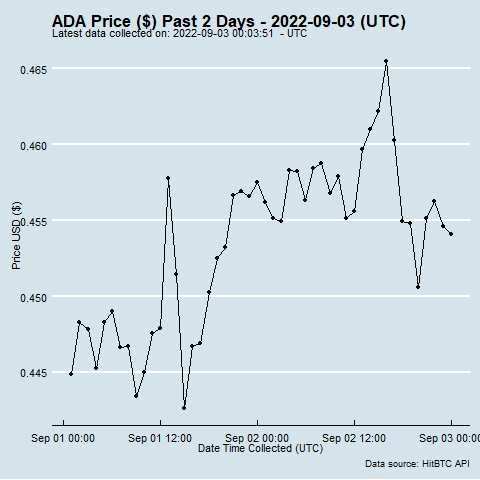 ADA Price ($) Past 2 Days - 2022-09-03 (UTC)
Latest data collected on: 2022-09-03 00:03:51 - UTC
0.465
0.460
0.455
0.450
0.445
Price USD ($)
Sep 01 00:00 Sep 01 12:00 Sep 02 00:00 Sep 02 12:00 Sep 03 00:00
Date Time Collected (UTC)
Data source: HitBTC API